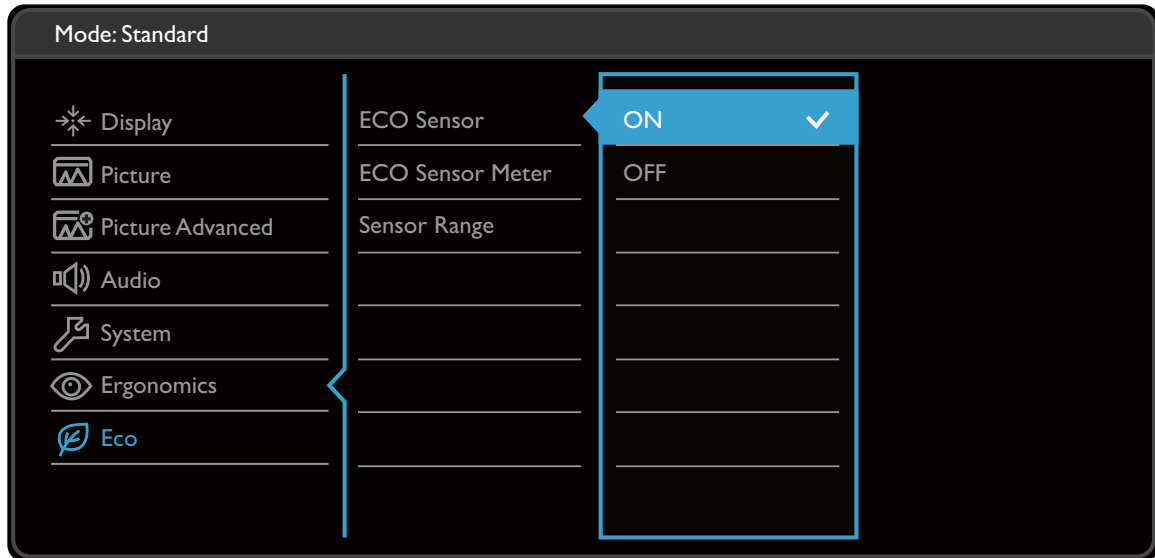 Mode: Standard
Display
Picture
Picture Advanced
Audio
System
Ergonomics
Eco
ECO Sensor
ECO Sensor Meter
Sensor Range
ON
OFF